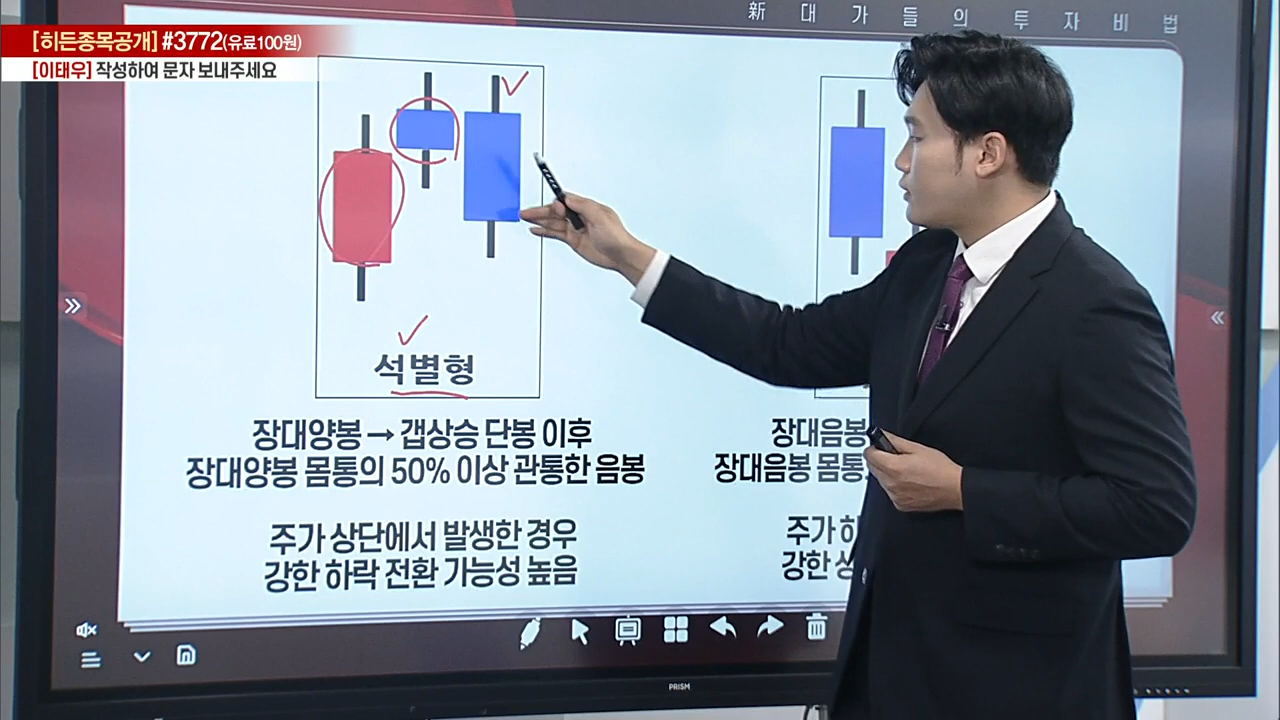 新대가들의투자비법
[히든종목공개] #3772(유료100원)
[이태우] 작성하여 문자 보내주세요
석별형
장대양봉 → 갭상승 단봉 이후
장대양봉 몸통의 50% 이상 관통한 음봉
주가 상단에서 발생한 경우
강한 하락 전환 가능성 높음
장대음봉
장대음봉 몸통
주가 하
강한 상
PRISM